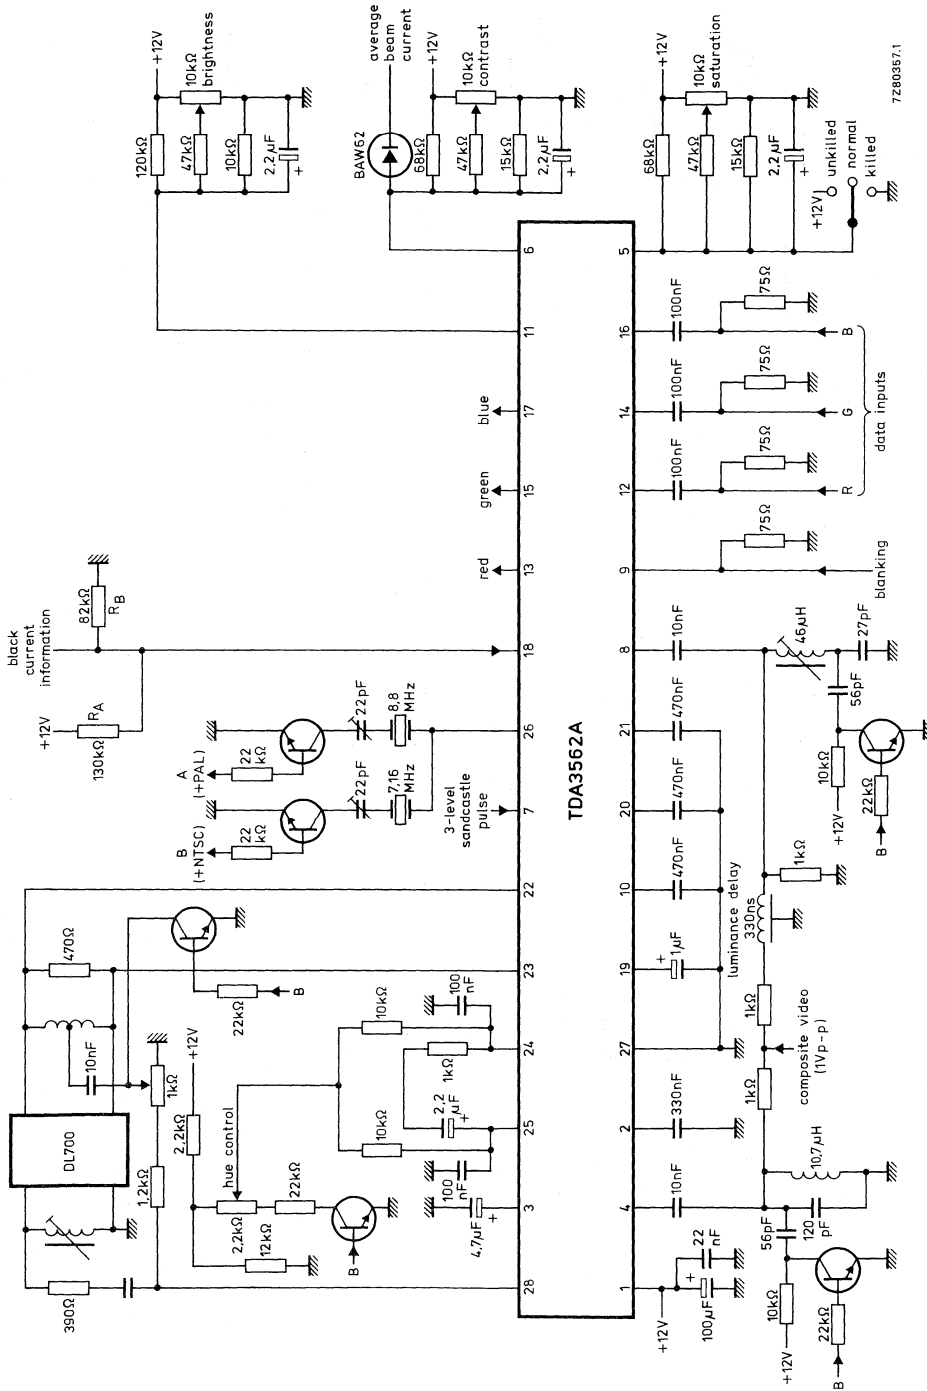 390Ω
DL700
10nF
1kΩ
1,2kΩ
470Ω
22kΩ
B
+12V
2,2kΩ
hue control
2,2kΩ
12kΩ
22kΩ
B
10kΩ
10kΩ
100
nF
4,7µF
2,2
µF
1kΩ
100
nF
B
(+NTSC)
22
kΩ
22pF
7,16
MHz
A
(+PAL)
22
kΩ
22pF
8,8
MHz
3-level
sandcastle
pulse
+12V
RA
130kΩ
black
current
information
82kΩ
RB
red
green
blue
+12V
120kΩ
10kΩ
brightness
47kΩ
10kΩ
2,2µF
+
average
beam
current
BAW62
+12V
68kΩ
10kΩ
contrast
47kΩ
15kΩ
2,2µF
+
28
3
25
24
23
22
7
26
18
13
15
17
11
6
TDA3562A
1
4
2
27
19
10
20
21
8
9
12
14
16
5
+12V
100µF
+
22
nF
10nF
330nF
+
1µF
470nF
470nF
470nF
10nF
100nF
100nF
100nF
75Ω
75Ω
75Ω
75Ω
blanking
R
G
B
data inputs
56pF
120
pF
10,7µH
10kΩ
+12V
22kΩ
B
1kΩ
composite video
(1Vp-p)
1kΩ
luminance delay
330ns
1kΩ
46µH
56pF
27pF
10kΩ
+12V
22kΩ
B
+12V
68kΩ
10kΩ
saturation
47kΩ
15kΩ
2,2µF
+
+12V
unkilled
normal
killed
7Z80357.1